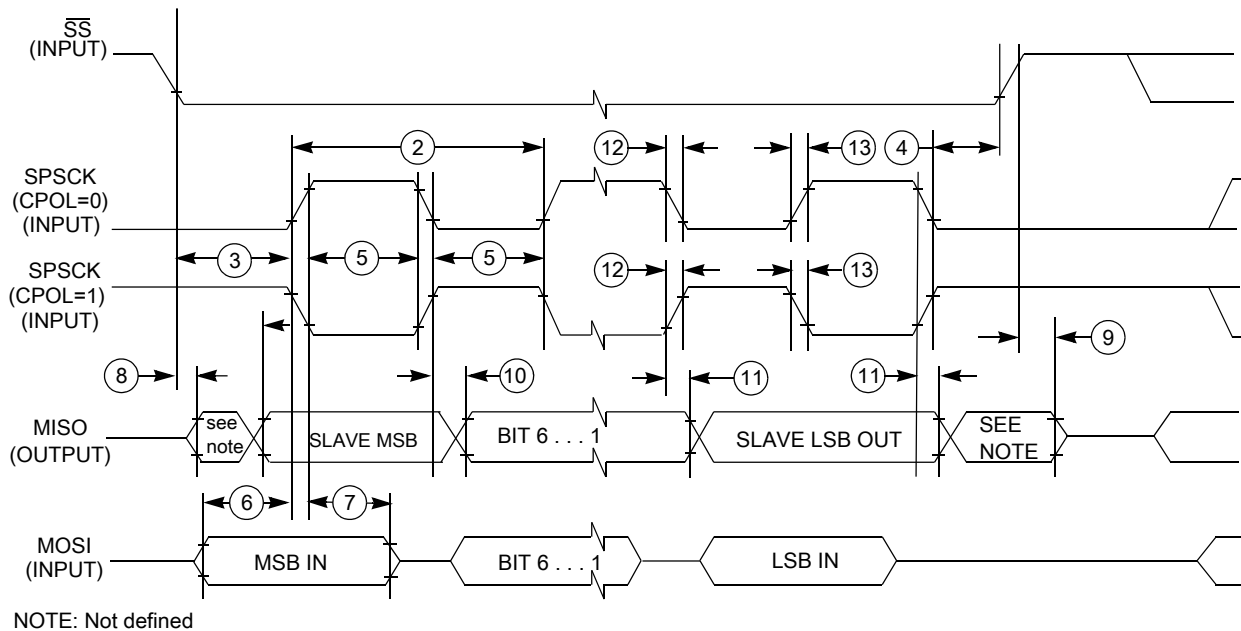 SS
(INPUT)
2
12
13
4
SPSCK
(CPOL=0)
(INPUT)
3
5
5
SPSCK
(CPOL=1)
(INPUT)
12
13
8
10
11
11
9
MISO
(OUTPUT)
see
note
SLAVE MSB
BIT 6 . . . 1
SLAVE LSB OUT
SEE
NOTE
6
7
MOSI
(INPUT)
MSB IN
BIT 6 . . . 1
LSB IN
NOTE: Not defined